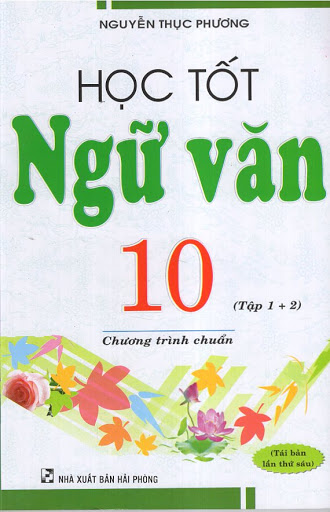 NGUYỄN THỤC PHƯƠNG
HỌC TỐT
Ngữ văn
10
(Tập 1 + 2)
Chương trình chuẩn
(Tái bản
lần thứ sáu)
NHÀ XUẤT BẢN HẢI PHÒNG